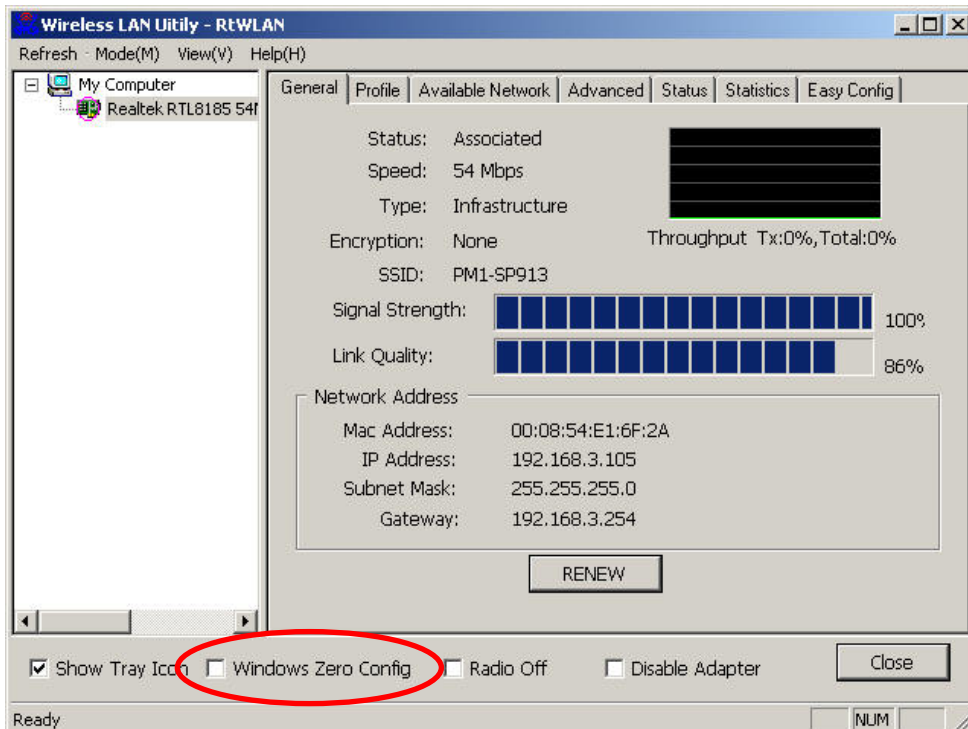 Wireless LAN Uitily - RtWLAN
Refresh - Mode(M) View(V) Help(H)
My Computer
Realtek RTL8185 54M
General Profile Available Network Advanced Status Statistics Easy Config
Status: Associated
Speed: 54 Mbps
Type: Infrastructure
Encryption: None
Throughput Tx:0%,Total:0%
SSID: PM1-SP913
Signal Strength: 100%
Link Quality: 86%
Network Address
Mac Address: 00:08:54:E1:6F:2A
IP Address: 192.168.3.105
Subnet Mask: 255.255.255.0
Gateway: 192.168.3.254
RENEW
Show Tray Icon Windows Zero Config Radio Off Disable Adapter Close
Ready NUM